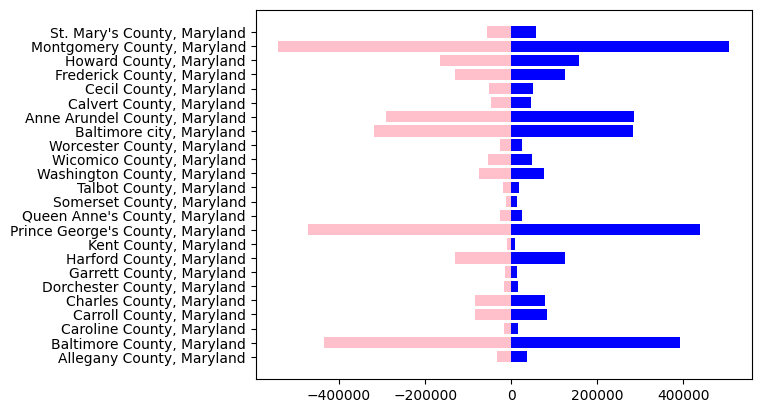 St. Mary's County, Maryland
Montgomery County, Maryland
Howard County, Maryland
Frederick County, Maryland
Cecil County, Maryland
Calvert County, Maryland
Anne Arundel County, Maryland
Baltimore city, Maryland
Worcester County, Maryland
Wicomico County, Maryland
Washington County, Maryland
Talbot County, Maryland
Somerset County, Maryland
Queen Anne's County, Maryland
Prince George's County, Maryland
Kent County, Maryland
Harford County, Maryland
Garrett County, Maryland
Dorchester County, Maryland
Charles County, Maryland
Carroll County, Maryland
Caroline County, Maryland
Baltimore County, Maryland
Allegany County, Maryland
−400000 −200000 0 200000 400000